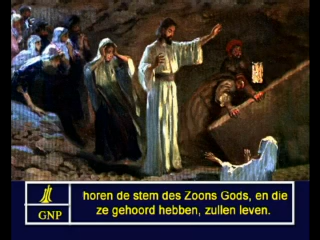 horen de stem des Zoons Gods, en die
ze gehoord hebben, zullen leven.
GNP